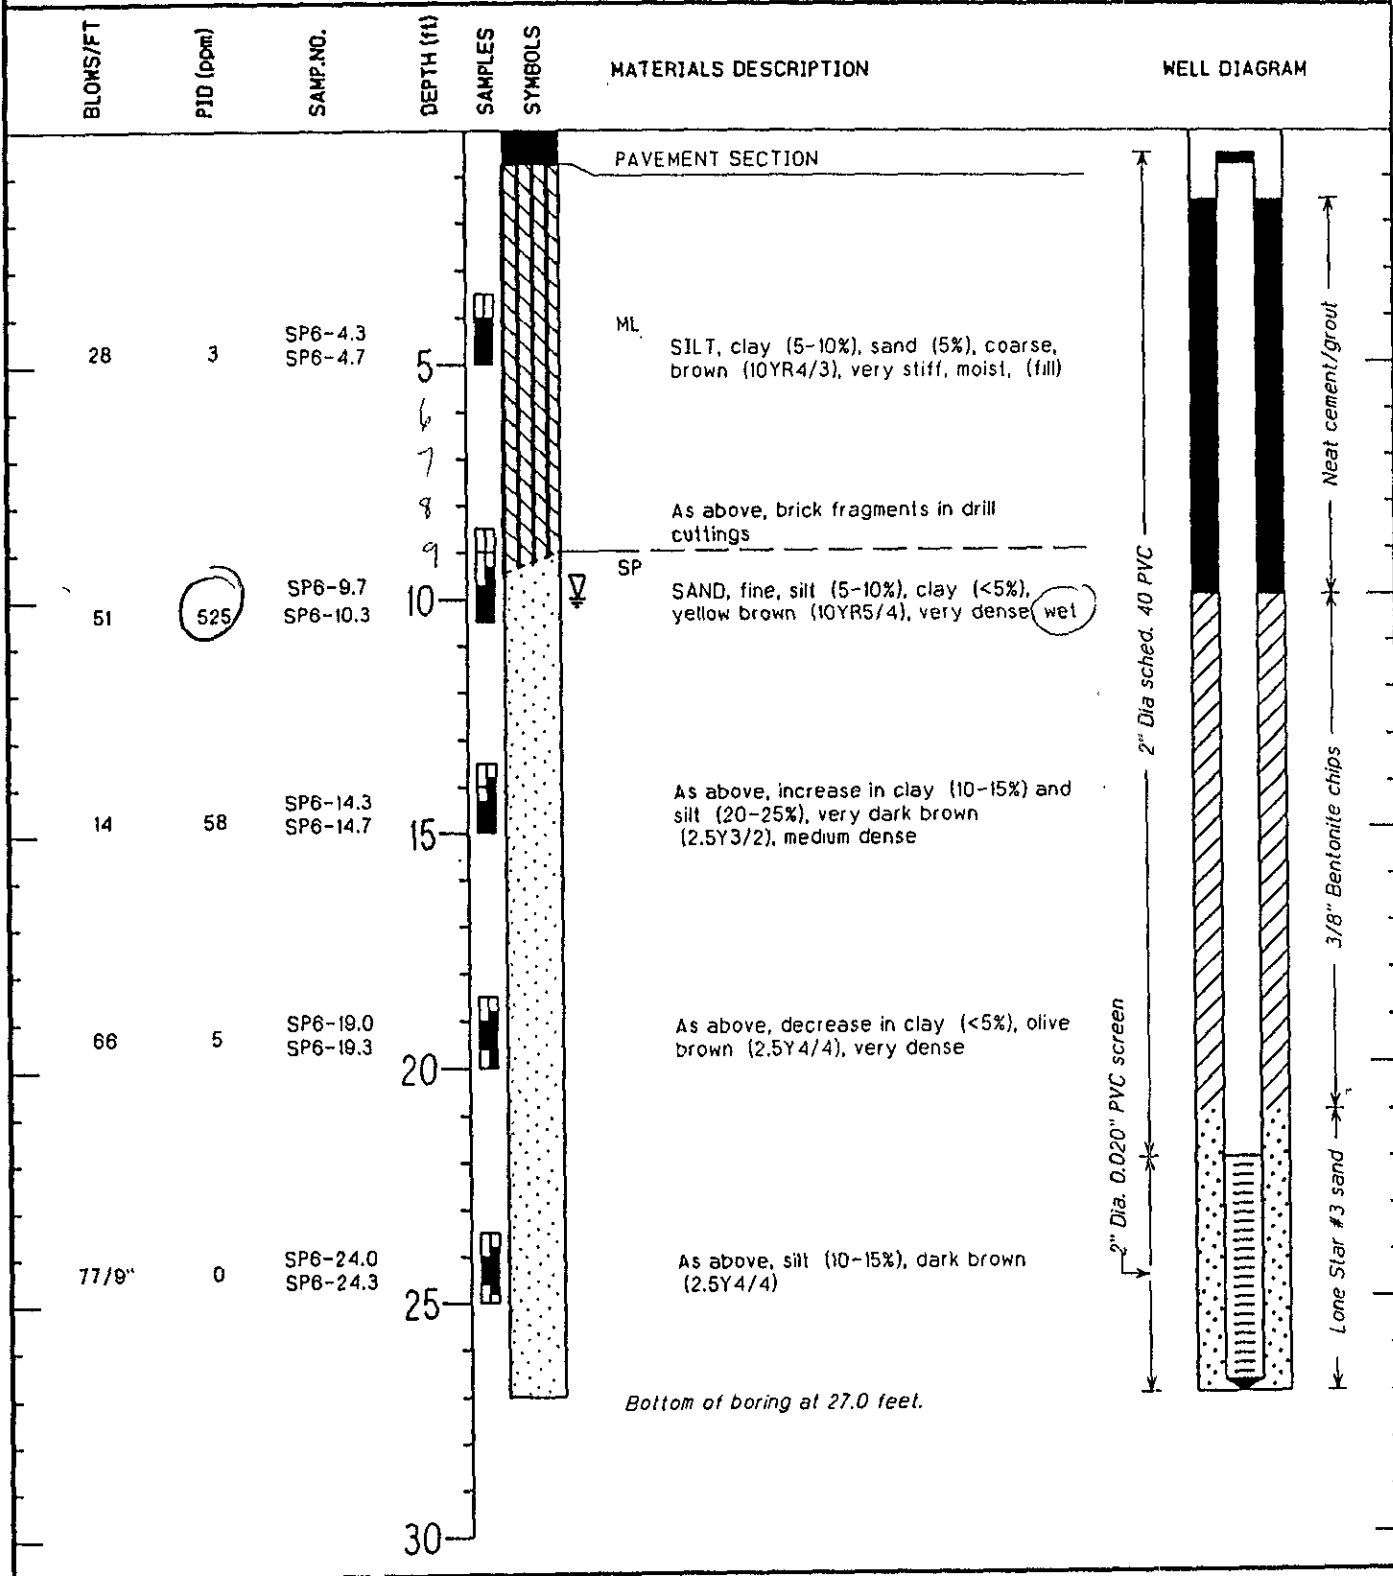 BLOWS/FT
PID (ppm)
SAMP.NO.
DEPTH (ft)
SAMPLES
SYMBOLS
MATERIALS DESCRIPTION
WELL DIAGRAM
PAVEMENT SECTION
28
3
SP6-4.3
SP6-4.7
5
ML
SILT, clay (5-10%), sand (5%), coarse,
brown (10YR4/3), very stiff, moist, (fill)
6
7
8
9
As above, brick fragments in drill
cuttings
SP
51
525
SP6-9.7
SP6-10.3
10
SAND, fine, silt (5-10%), clay (<5%),
yellow brown (10YR5/4), very dense, wet
14
58
SP6-14.3
SP6-14.7
15
As above, increase in clay (10-15%) and
silt (20-25%), very dark brown
(2.5Y3/2), medium dense
66
5
SP6-19.0
SP6-19.3
20
As above, decrease in clay (<5%), olive
brown (2.5Y4/4), very dense
77/9"
0
SP6-24.0
SP6-24.3
25
As above, silt (10-15%), dark brown
(2.5Y4/4)
Bottom of boring at 27.0 feet.
30
2" Dia sched. 40 PVC
2" Dia. 0.020" PVC screen
Neat cement/grout
3/8" Bentonite chips
Lone Star #3 sand